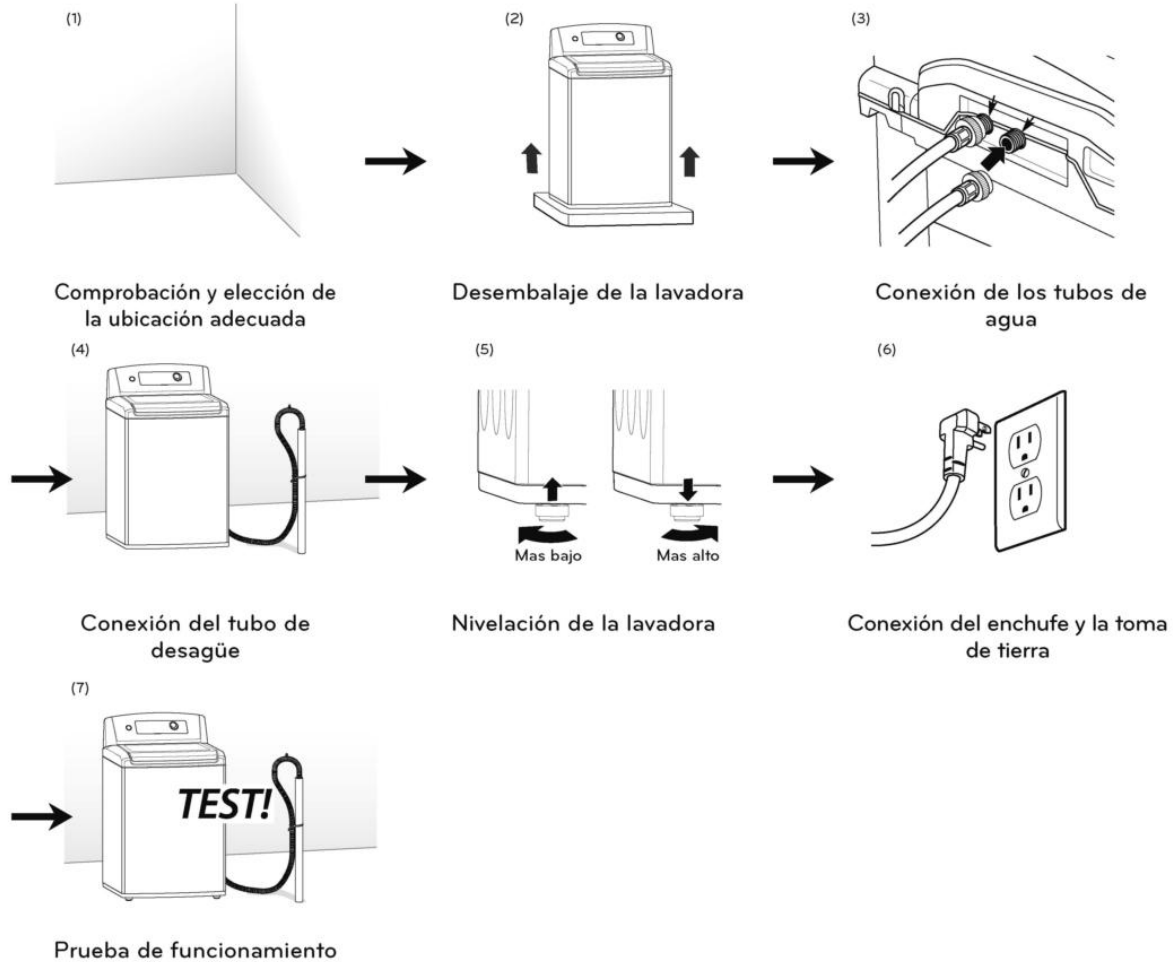 (1)
(2)
(3)
Comprobación y elección de
la ubicación adecuada
Desembalaje de la lavadora
Conexión de los tubos de
agua
(4)
(5)
(6)
Mas bajo
Mas alto
Conexión del tubo de
desagüe
Nivelación de la lavadora
Conexión del enchufe y la toma
de tierra
(7)
TEST!
Prueba de funcionamiento